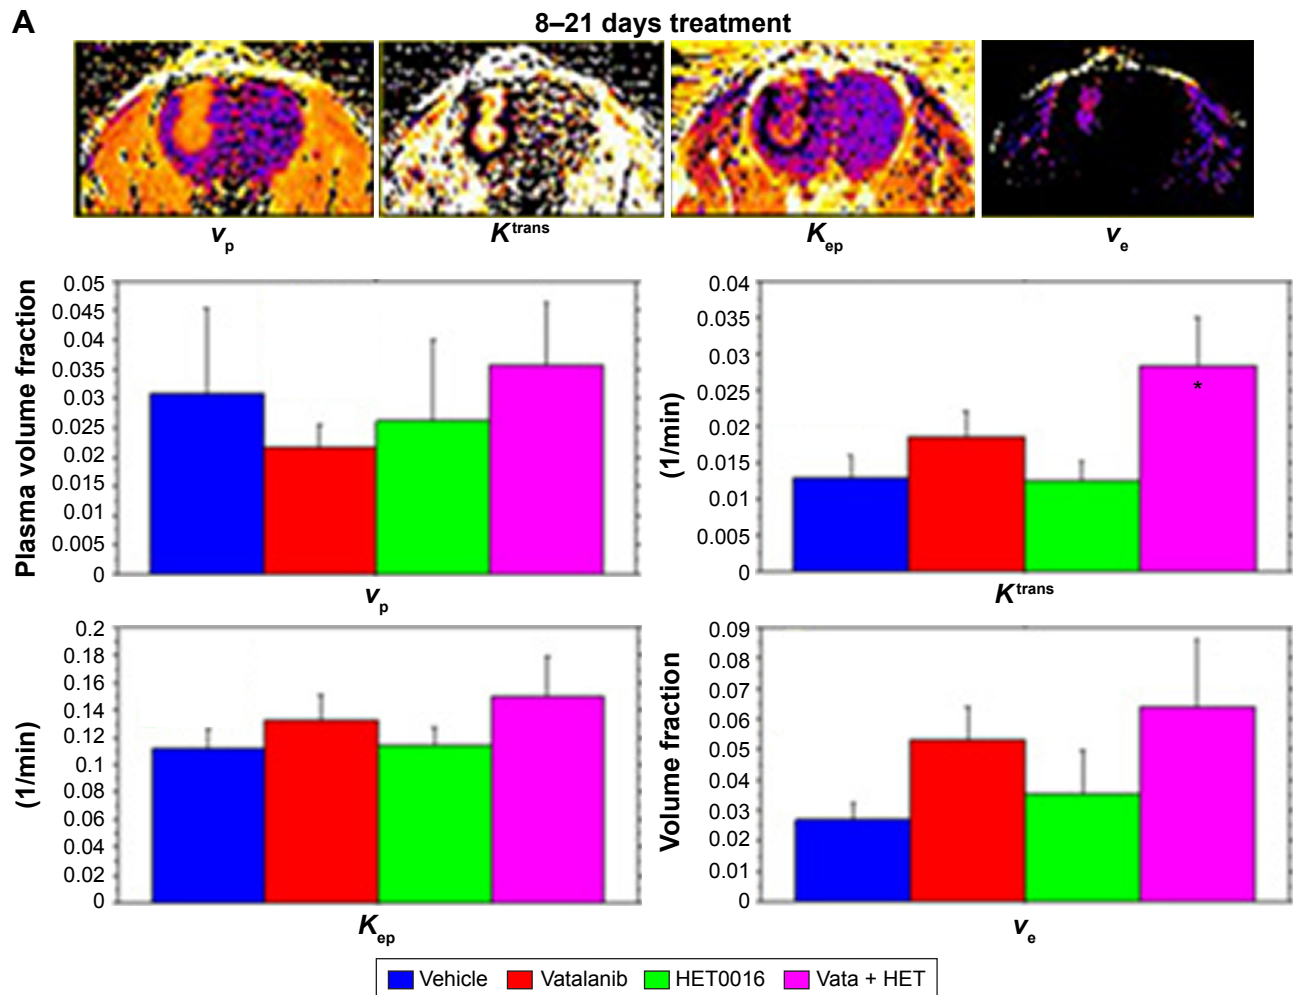 A
8–21 days treatment
vp
Ktrans
Kep
ve
Plasma volume fraction
0.05
0.045
0.04
0.035
0.03
0.025
0.02
0.015
0.01
0.005
0
vp
(1/min)
0.04
0.035
0.03
0.025
0.02
0.015
0.01
0.005
0
*
Ktrans
(1/min)
0.2
0.18
0.16
0.14
0.12
0.1
0.08
0.06
0.04
0.02
0
Kep
Volume fraction
0.09
0.08
0.07
0.06
0.05
0.04
0.03
0.02
0.01
0
ve
Vehicle Vatalanib HET0016 Vata + HET